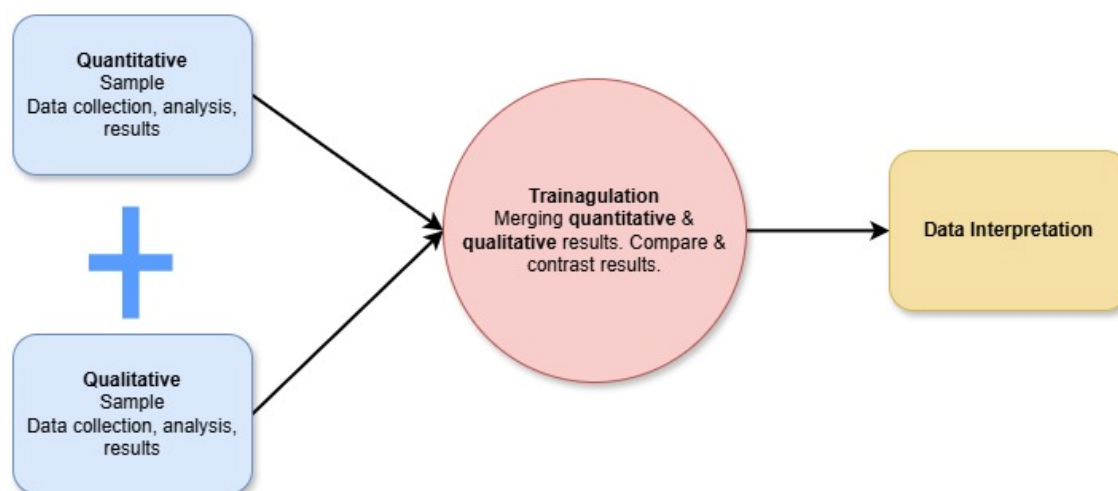 Quantitative
Sample
Data collection, analysis,
results
Qualitative
Sample
Data collection, analysis,
results
Trainagulation
Merging quantitative &
qualitative results. Compare &
contrast results.
Data Interpretation